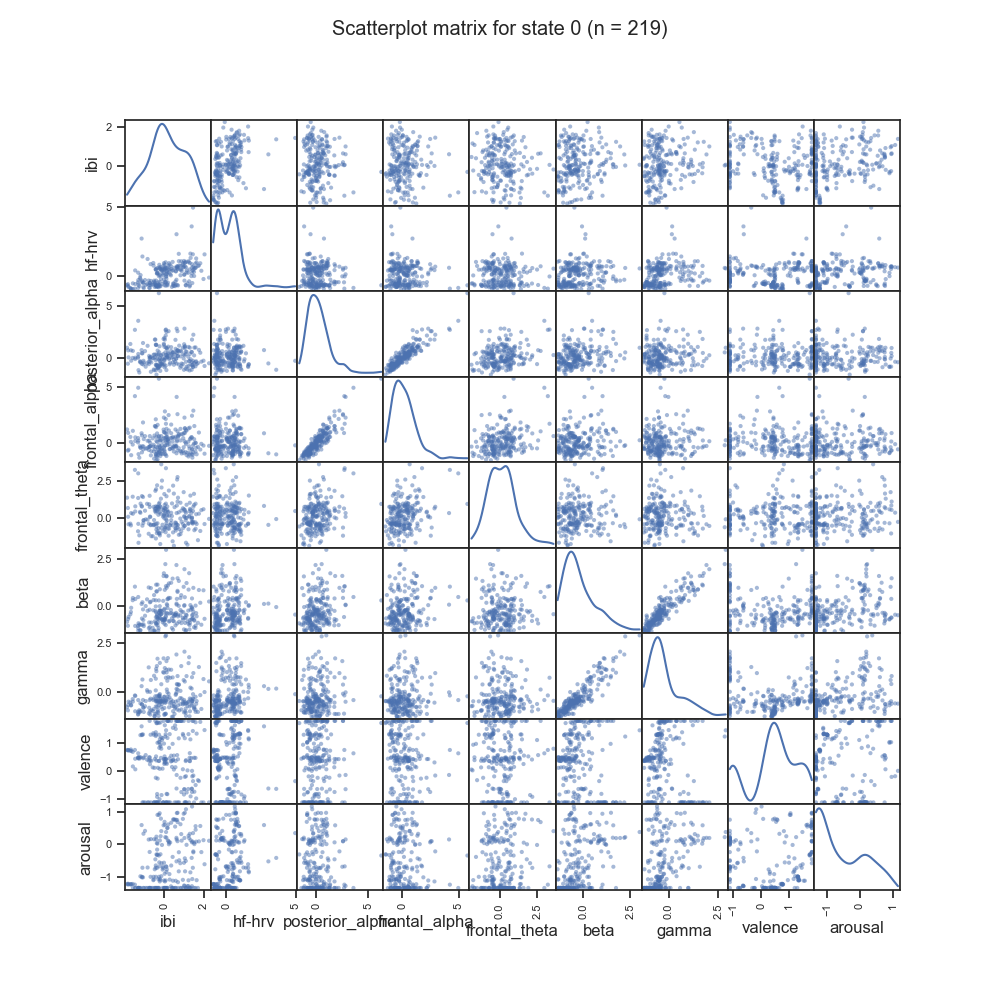 Scatterplot matrix for state 0 (n = 219)
ibi
2
0
hf-hrv
5
0
posterior_alpha
5
0
frontal_alpha
5
0
frontal_theta
2.5
0.0
beta
2.5
0.0
gamma
2.5
0.0
valence
1
0
−1
arousal
1
0
−1
0 2 0 5 0 5 0 5 0.0 2.5 0.0 2.5 0.0 2.5 −1 0 1 −1 0 1
ibi hf-hrv posterior_alpha frontal_alpha frontal_theta beta gamma valence arousal